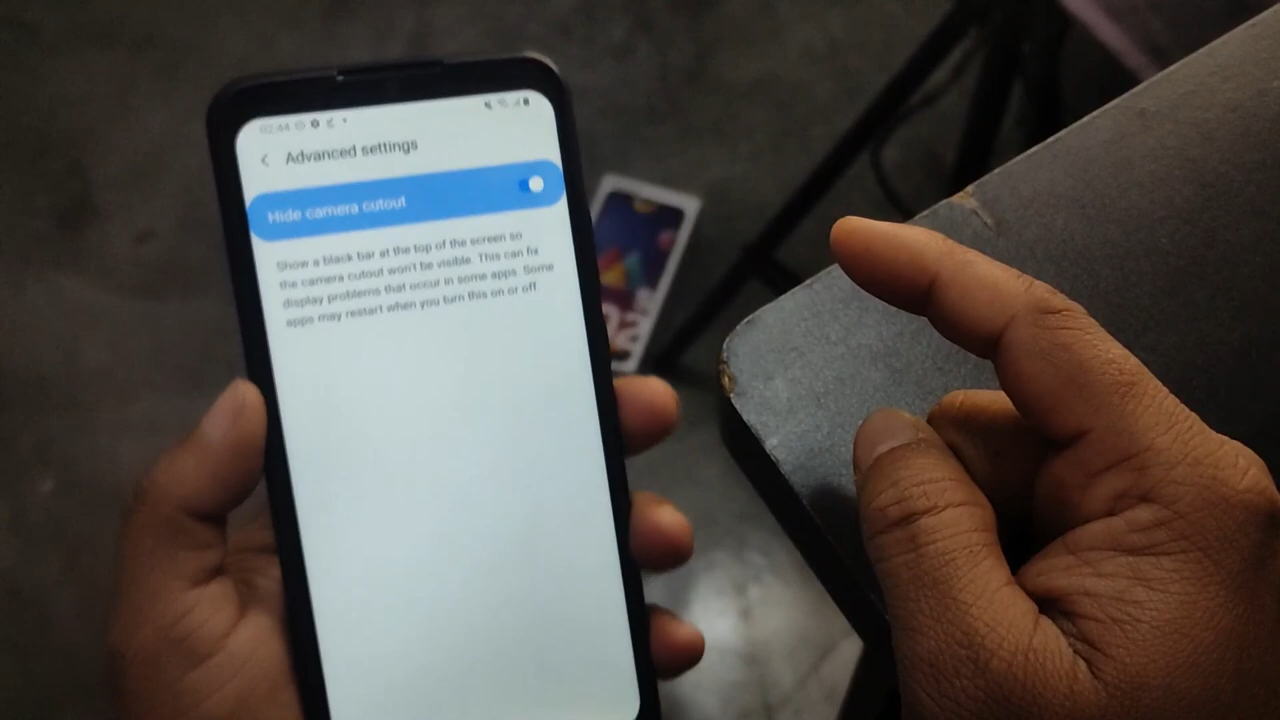 02:44
Advanced settings
Hide camera cutout
Show a black bar at the top of the screen so
the camera cutout won't be visible. This can fix
display problems that occur in some apps. Some
apps may restart when you turn this on or off.